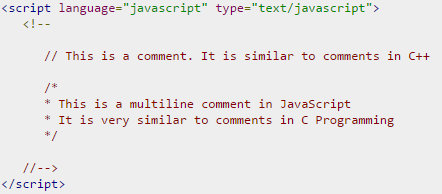 <script language="javascript" type="text/javascript">
<!--
// This is a comment. It is similar to comments in C++
/*
* This is a multiline comment in JavaScript
* It is very similar to comments in C Programming
*/
//-->
</script>